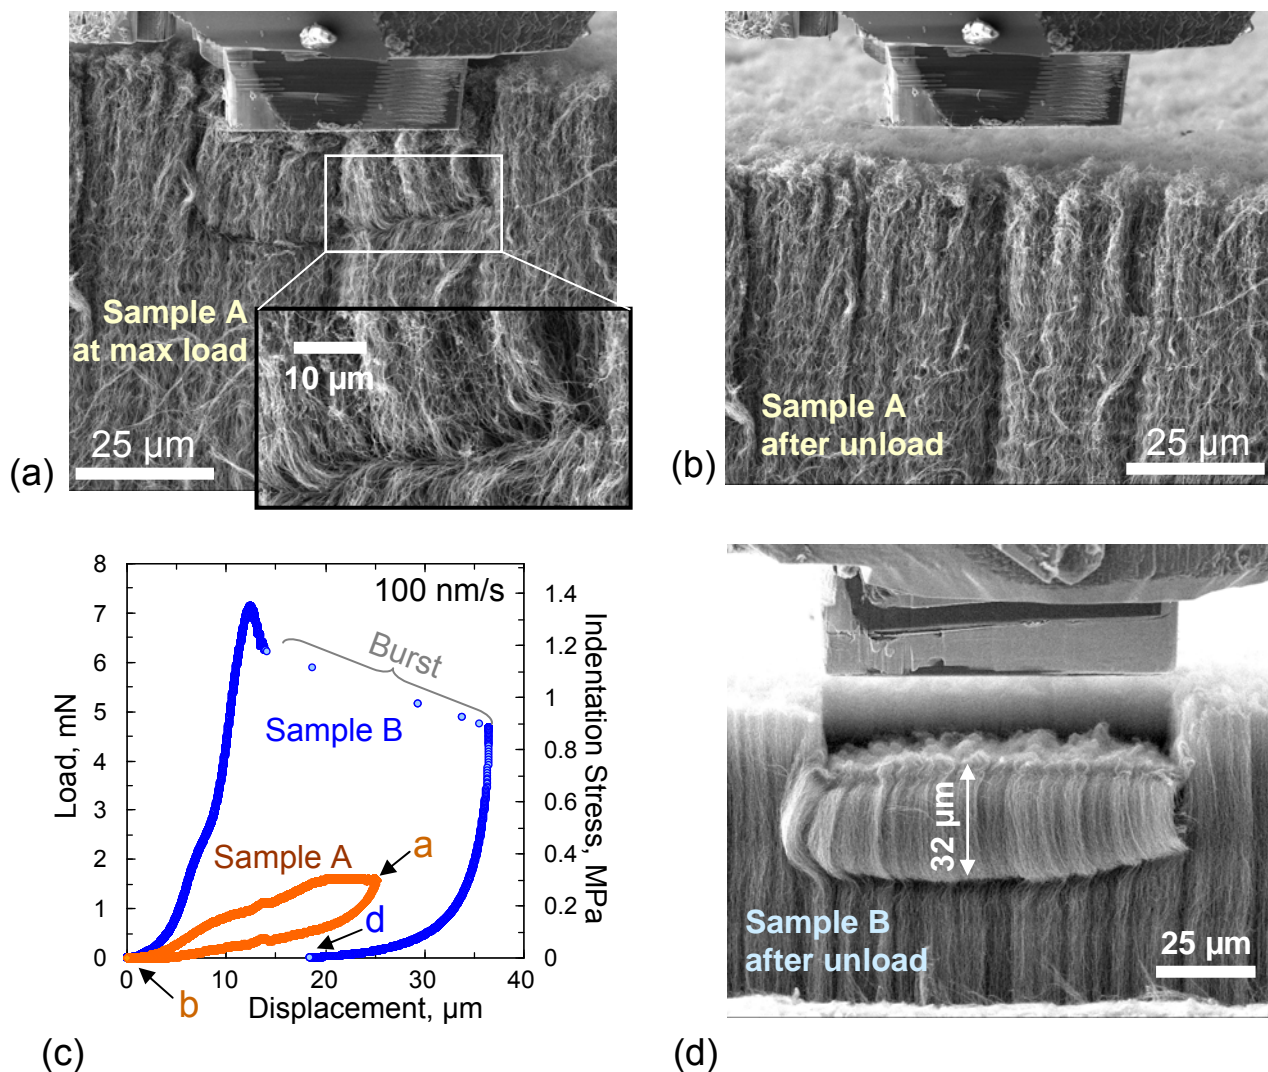 Sample A
at max load
10 µm
25 µm
(a)
Sample A
after unload
25 µm
(b)
8
7
6
5
4
3
2
1
0
Load, mN
100 nm/s
Burst
Sample B
Sample A
a
d
b
1.4
1.2
1
0.8
0.6
0.4
0.2
0
Indentation Stress, MPa
0
10
20
30
40
Displacement, µm
(c)
32 µm
Sample B
after unload
25 µm
(d)